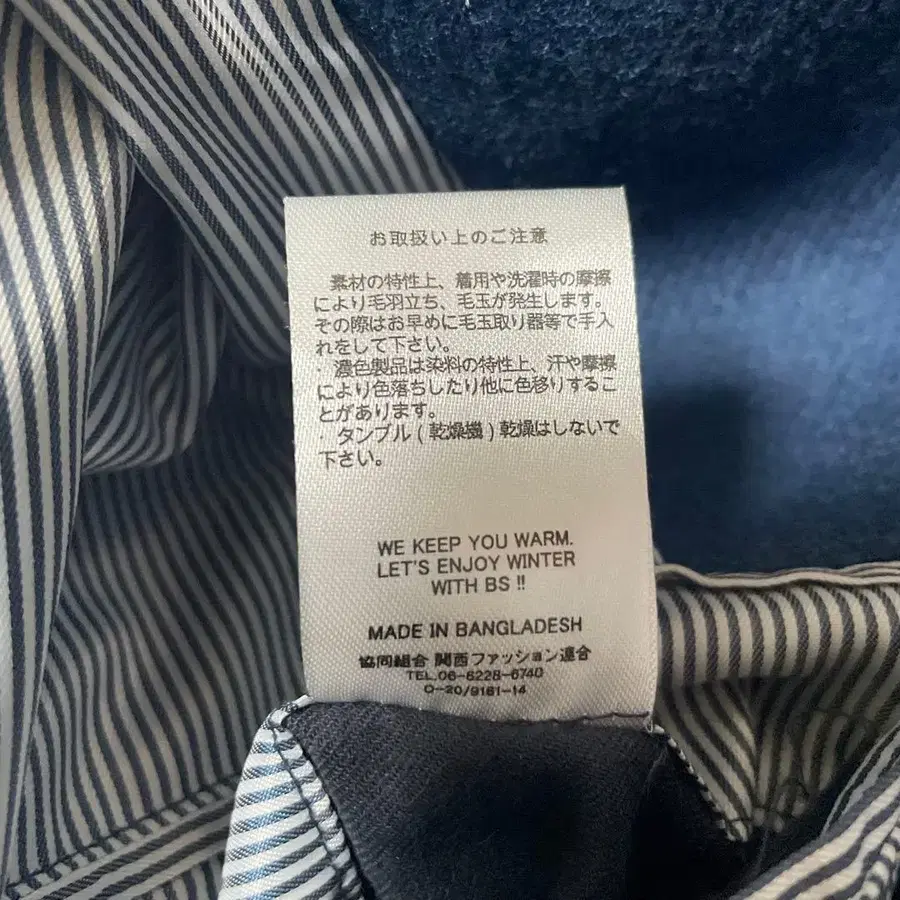 お取扱い上のご注意
素材の特性上、着用や洗濯時の摩擦
により毛羽立ち、毛玉が発生します。
その際はお早めに毛玉取り器等で手入
れをして下さい。
・濃色製品は染料の特性上、汗や摩擦
により色落ちしたり他に色移りするこ
とがあります。
・タンブル(乾燥機)乾燥はしないで
下さい。
WE KEEP YOU WARM.
LET'S ENJOY WINTER
WITH BS !!
MADE IN BANGLADESH
協同組合 関西ファッション連合
TEL.06-6228-6740
O-20/9161-14